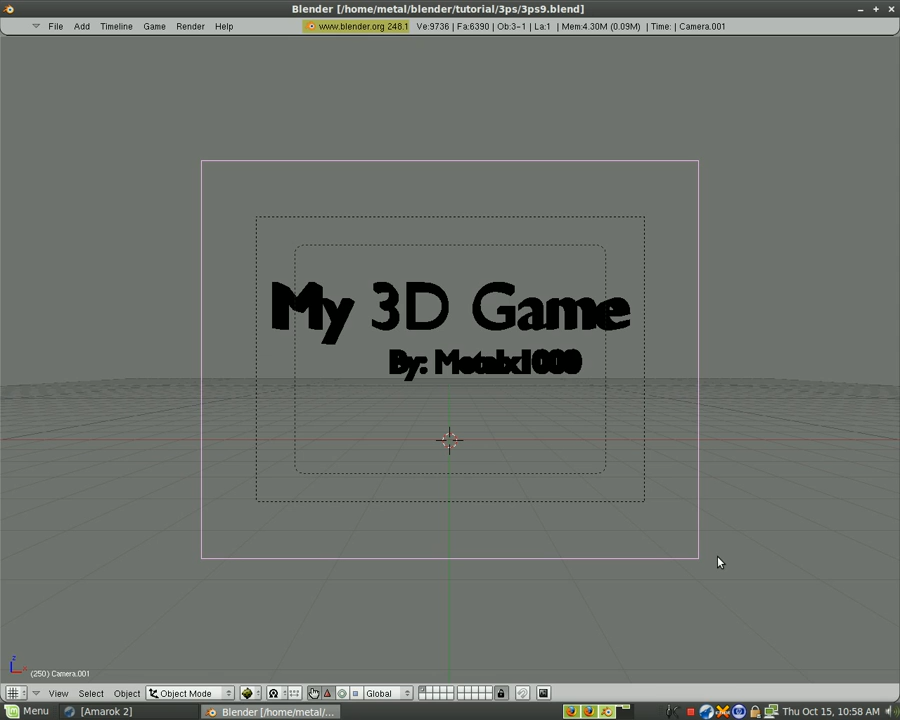 Blender [/home/metal/blender/tutorial/3ps/3ps9.blend]
File Add Timeline Game Render Help www.blender.org 248.1 Ve:9736 | Fa:6390 | Ob:3-1 | La:1 | Mem:4.30M (0.09M) | Time: | Camera.001
My 3D Game
By: Metalx1000
z
(250) Camera.001
View Select Object Object Mode Global
Menu [Amarok 2] Blender [/home/metal/... Thu Oct 15, 10:58 AM